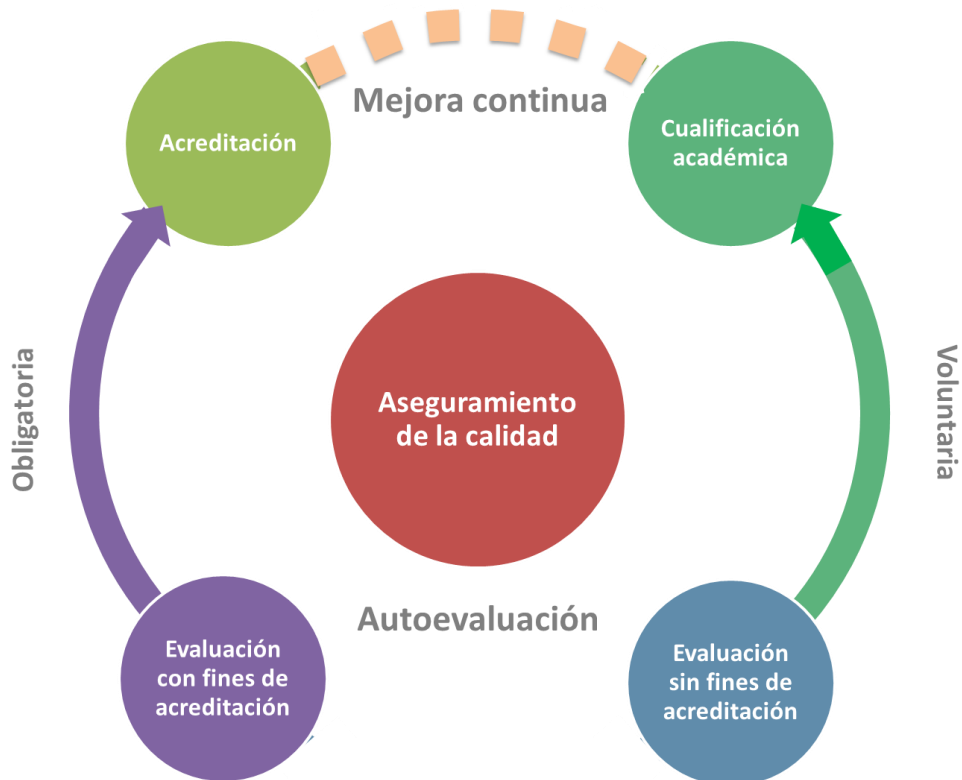 Mejora continua
Acreditación
Cualificación
académica
Obligatoria
Aseguramiento
de la calidad
Voluntaria
Autoevaluación
Evaluación
con fines de
acreditación
Evaluación
sin fines de
acreditación